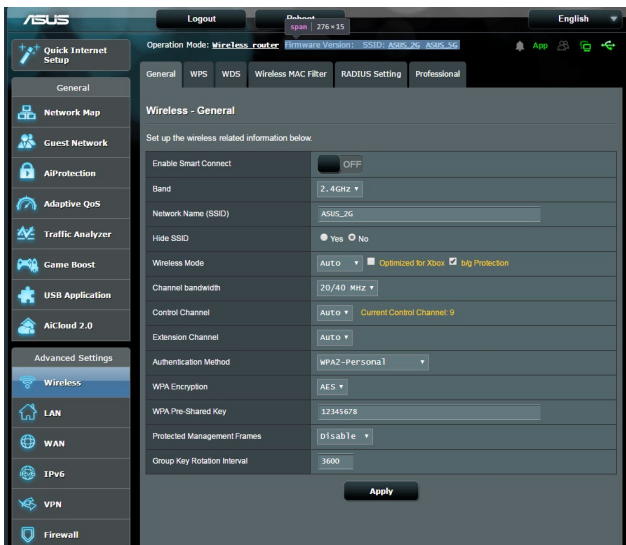 ASUS
Logout
Reboot
English
span 276×15
Quick Internet
Setup
Operation Mode: Wireless router Firmware Version: SSID: ASUS_2G ASUS_5G
App
General WPS WDS Wireless MAC Filter RADIUS Setting Professional
General
Network Map
Guest Network
AiProtection
Adaptive QoS
Traffic Analyzer
Game Boost
USB Application
AiCloud 2.0
Advanced Settings
Wireless
LAN
WAN
IPv6
VPN
Firewall
Wireless - General
Set up the wireless related information below.
Enable Smart Connect OFF
Band 2.4GHz
Network Name (SSID) ASUS_2G
Hide SSID Yes No
Wireless Mode Auto Optimized for Xbox b/g Protection
Channel bandwidth 20/40 MHz
Control Channel Auto Current Control Channel: 9
Extension Channel Auto
Authentication Method WPA2-Personal
WPA Encryption AES
WPA Pre-Shared Key 12345678
Protected Management Frames Disable
Group Key Rotation Interval 3600
Apply